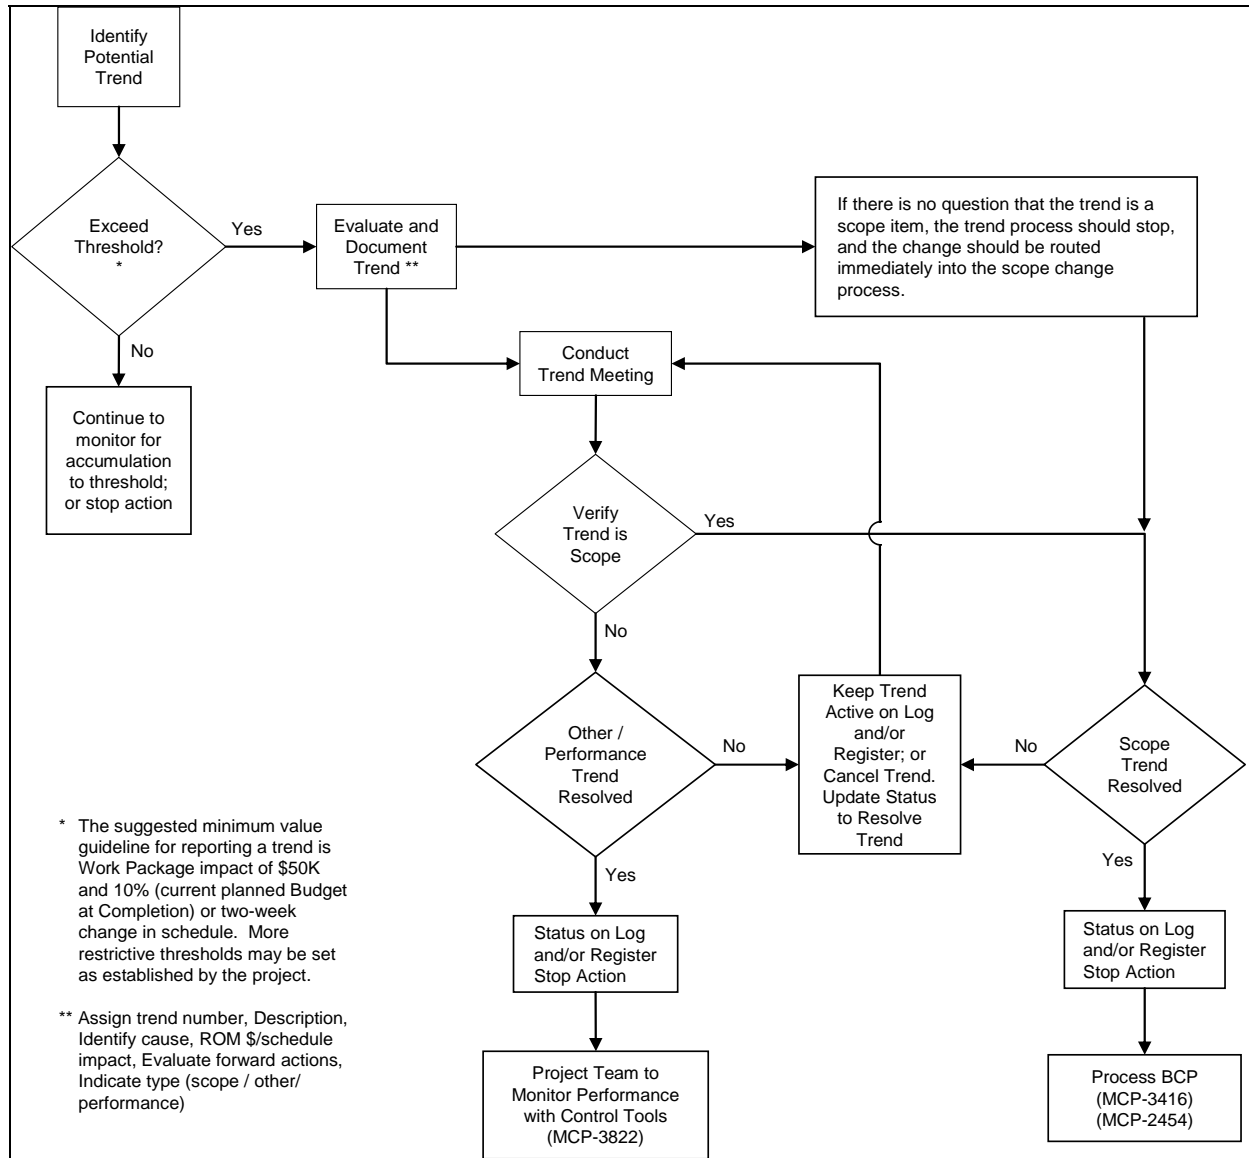 Identify
Potential
Trend
Exceed
Threshold?
*
Yes
No
Continue to
monitor for
accumulation
to threshold;
or stop action
Evaluate and
Document
Trend **
If there is no question that the trend is a
scope item, the trend process should stop,
and the change should be routed
immediately into the scope change
process.
Conduct
Trend Meeting
Verify
Trend is
Scope
Yes
No
Other /
Performance
Trend
Resolved
No
Yes
Keep Trend
Active on Log
and/or
Register; or
Cancel Trend.
Update Status
to Resolve
Trend
No
Scope
Trend
Resolved
Yes
Status on Log
and/or Register
Stop Action
Status on Log
and/or Register
Stop Action
Project Team to
Monitor Performance
with Control Tools
(MCP-3822)
Process BCP
(MCP-3416)
(MCP-2454)
* The suggested minimum value
guideline for reporting a trend is
Work Package impact of $50K
and 10% (current planned Budget
at Completion) or two-week
change in schedule. More
restrictive thresholds may be set
as established by the project.
** Assign trend number, Description,
Identify cause, ROM $/schedule
impact, Evaluate forward actions,
Indicate type (scope / other/
performance)